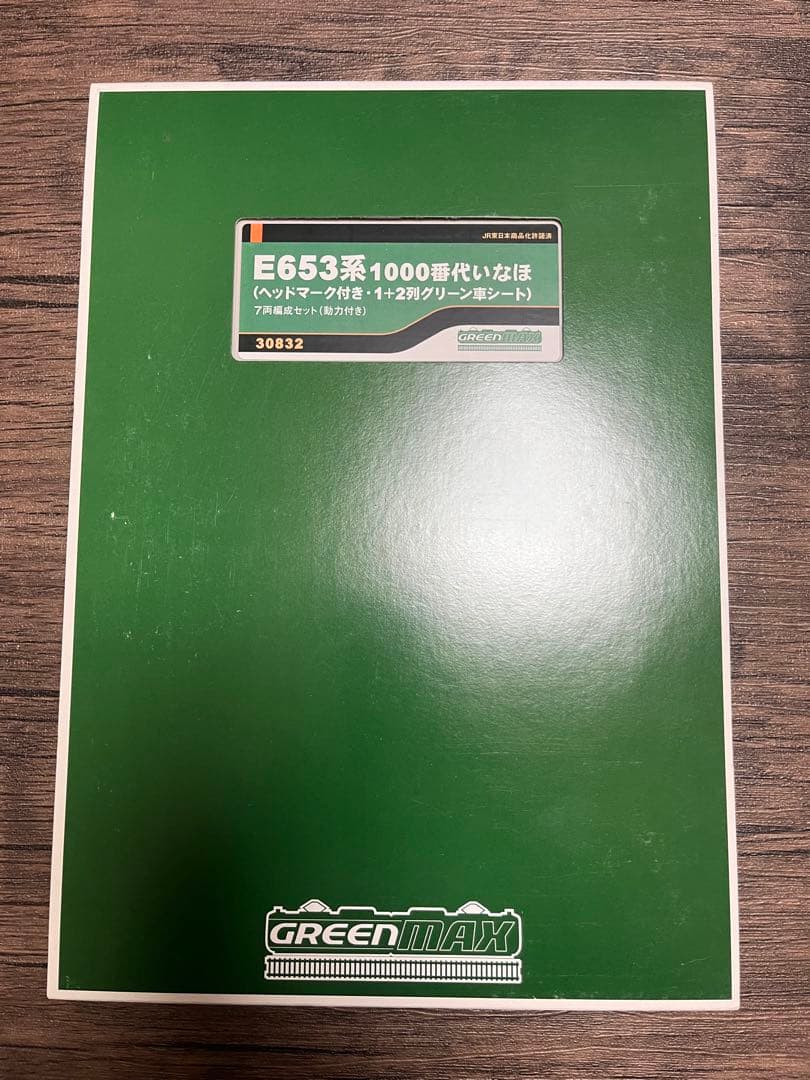 JR東日本商品化許諾済
E653系1000番代いなほ
(ヘッドマーク付き・1+2列グリーン車シート)
7両編成セット(動力付き)
30832
GREENMAX
GREENMAX